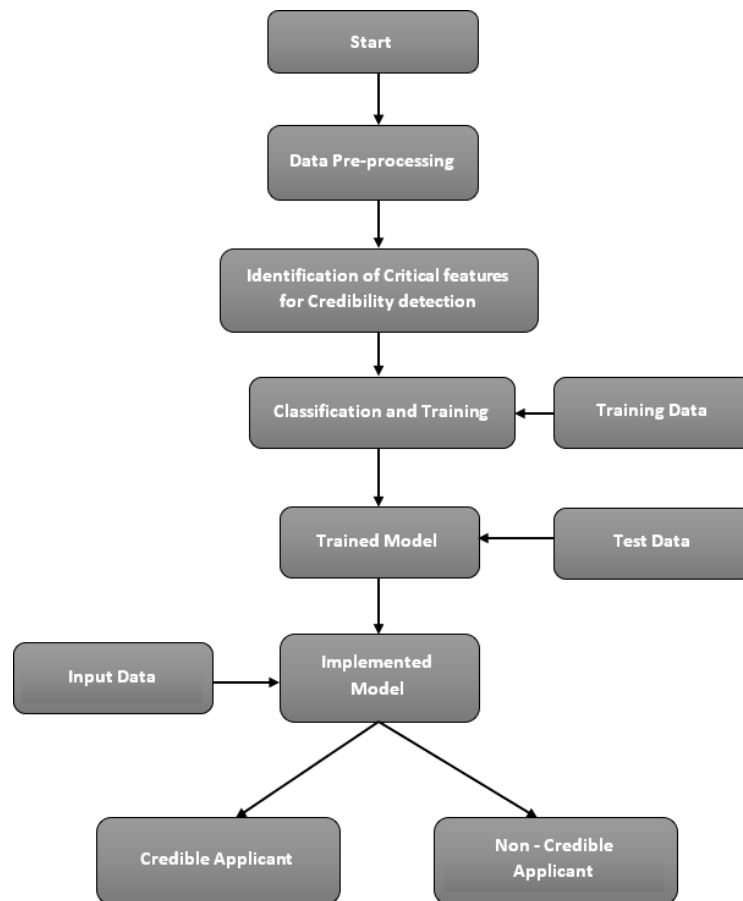 Start
Data Pre-processing
Identification of Critical features
for Credibility detection
Classification and Training
Training Data
Trained Model
Test Data
Input Data
Implemented
Model
Credible Applicant
Non - Credible
Applicant